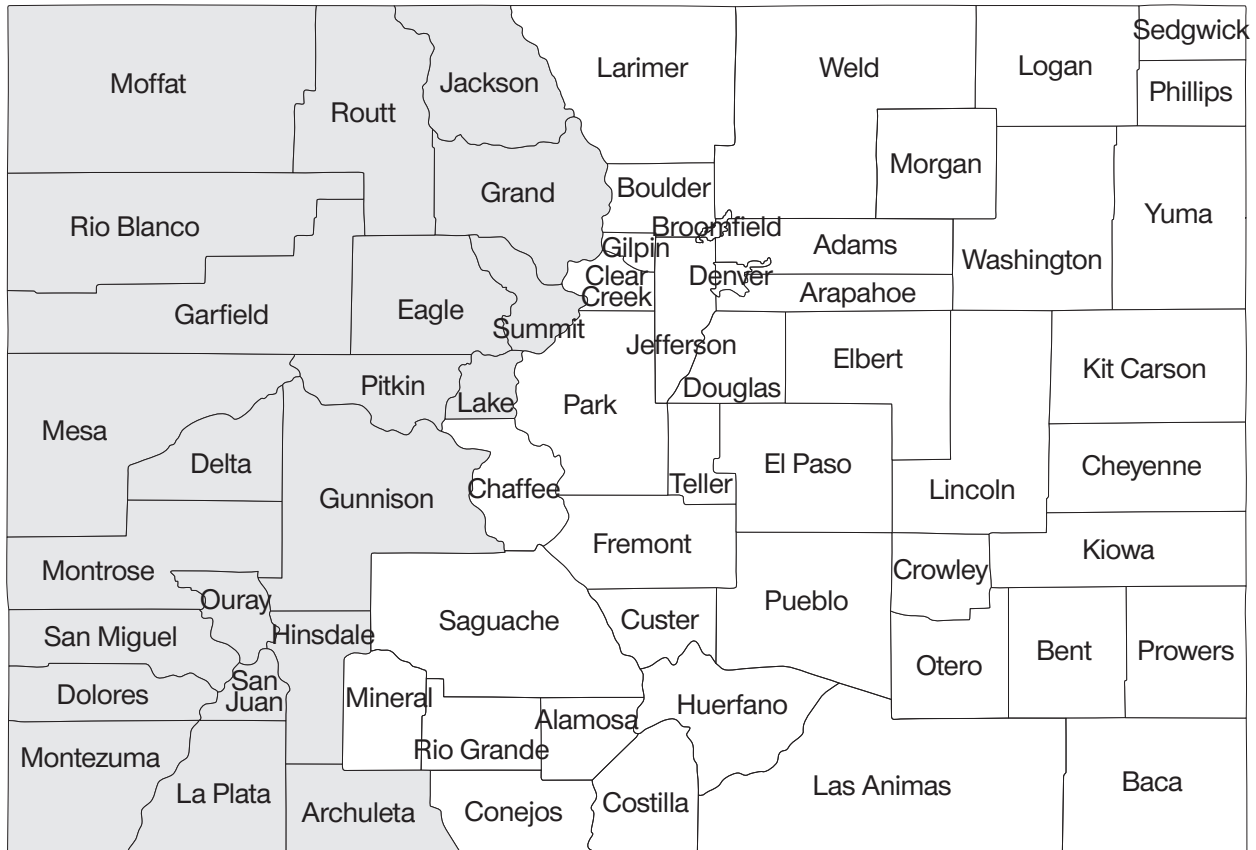 Sedgwick
Moffat
Jackson
Larimer
Weld
Logan
Phillips
Routt
Morgan
Grand
Boulder
Yuma
Rio Blanco
Broomfield
Gilpin
Adams
Washington
Clear
Creek
Denver
Arapahoe
Garfield
Eagle
Summit
Jefferson
Elbert
Kit Carson
Pitkin
Lake
Douglas
Park
Mesa
Delta
El Paso
Cheyenne
Gunnison
Chaffee
Teller
Lincoln
Fremont
Kiowa
Montrose
Crowley
Ouray
Pueblo
Saguache
Custer
San Miguel
Hinsdale
Otero
Bent
Prowers
Dolores
San
Juan
Mineral
Huerfano
Alamosa
Rio Grande
Montezuma
La Plata
Las Animas
Baca
Archuleta
Conejos
Costilla